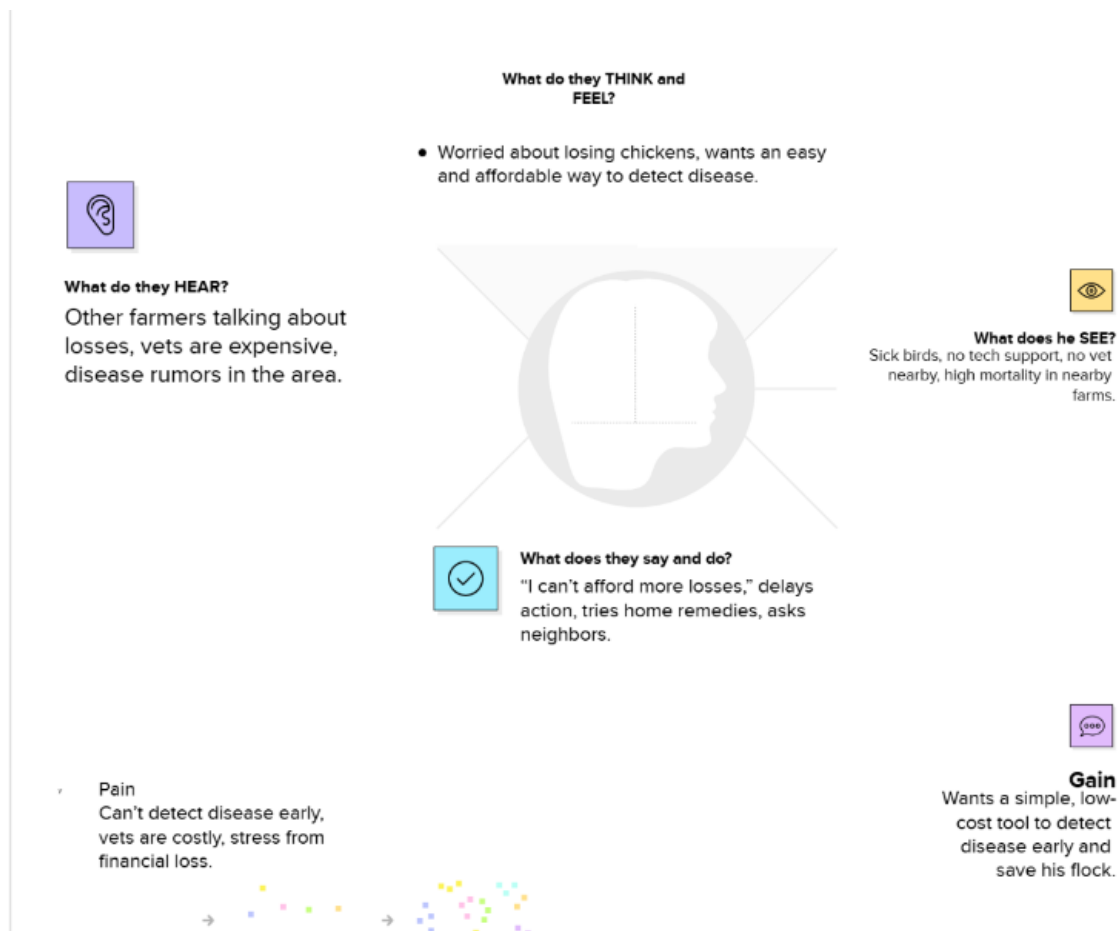 What do they THINK and
FEEL?
● Worried about losing chickens, wants an easy
and affordable way to detect disease.
What do they HEAR?
Other farmers talking about
losses, vets are expensive,
disease rumors in the area.
What does he SEE?
Sick birds, no tech support, no vet
nearby, high mortality in nearby
farms.
What does they say and do?
“I can’t afford more losses,” delays
action, tries home remedies, asks
neighbors.
Pain
Can’t detect disease early,
vets are costly, stress from
financial loss.
Gain
Wants a simple, low-
cost tool to detect
disease early and
save his flock.